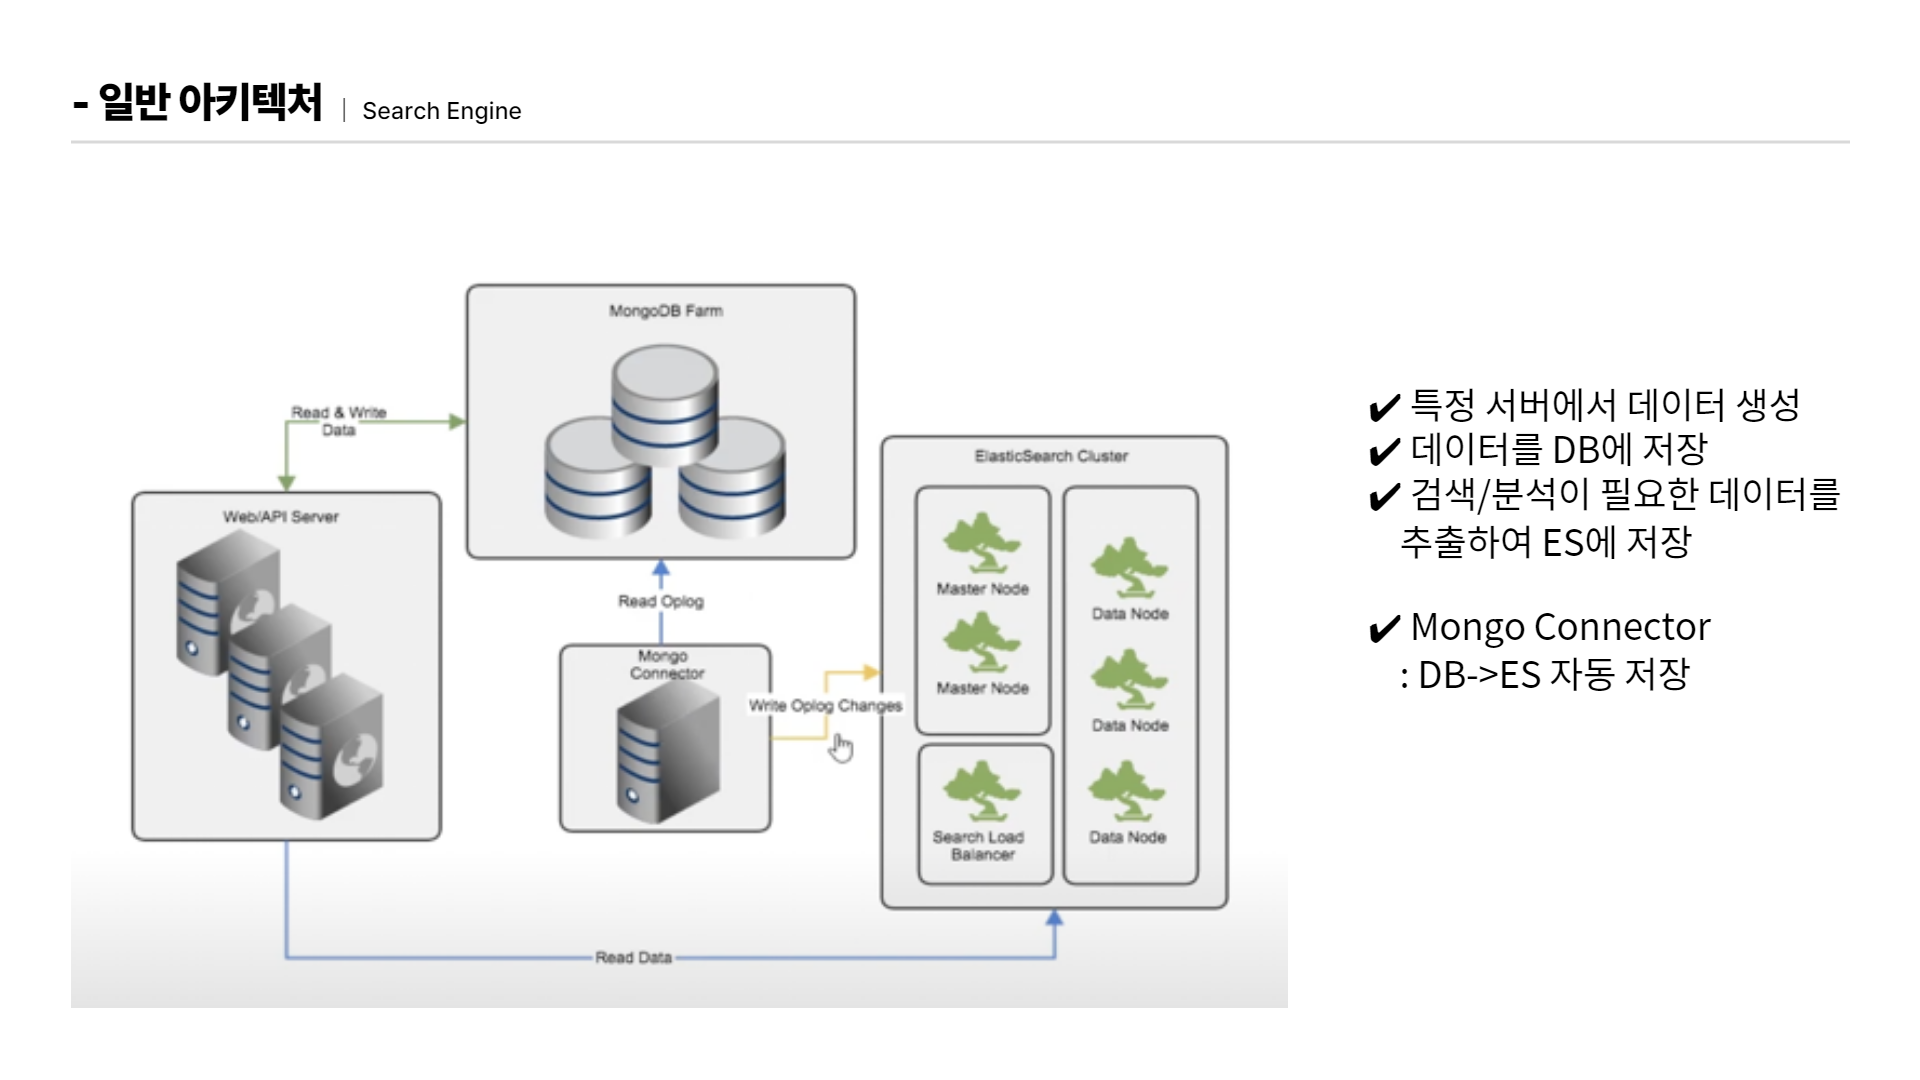 - 일반 아키텍처 | Search Engine
MongoDB Farm
Read & Write
Data
Web/API Server
Read Oplog
Mongo
Connector
Write Oplog Changes
ElasticSearch Cluster
Master Node
Master Node
Search Load
Balancer
Data Node
Data Node
Data Node
Read Data
✔ 특정 서버에서 데이터 생성
✔ 데이터를 DB에 저장
✔ 검색/분석이 필요한 데이터를
추출하여 ES에 저장
✔ Mongo Connector
: DB->ES 자동 저장